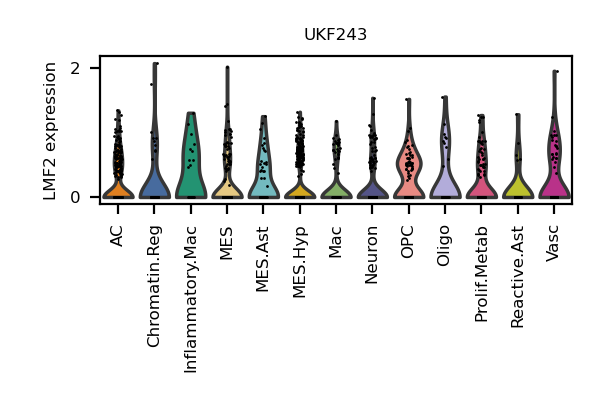 UKF243
LMF2 expression
2
0
AC
Chromatin.Reg
Inflammatory.Mac
MES
MES.Ast
MES.Hyp
Mac
Neuron
OPC
Oligo
Prolif.Metab
Reactive.Ast
Vasc